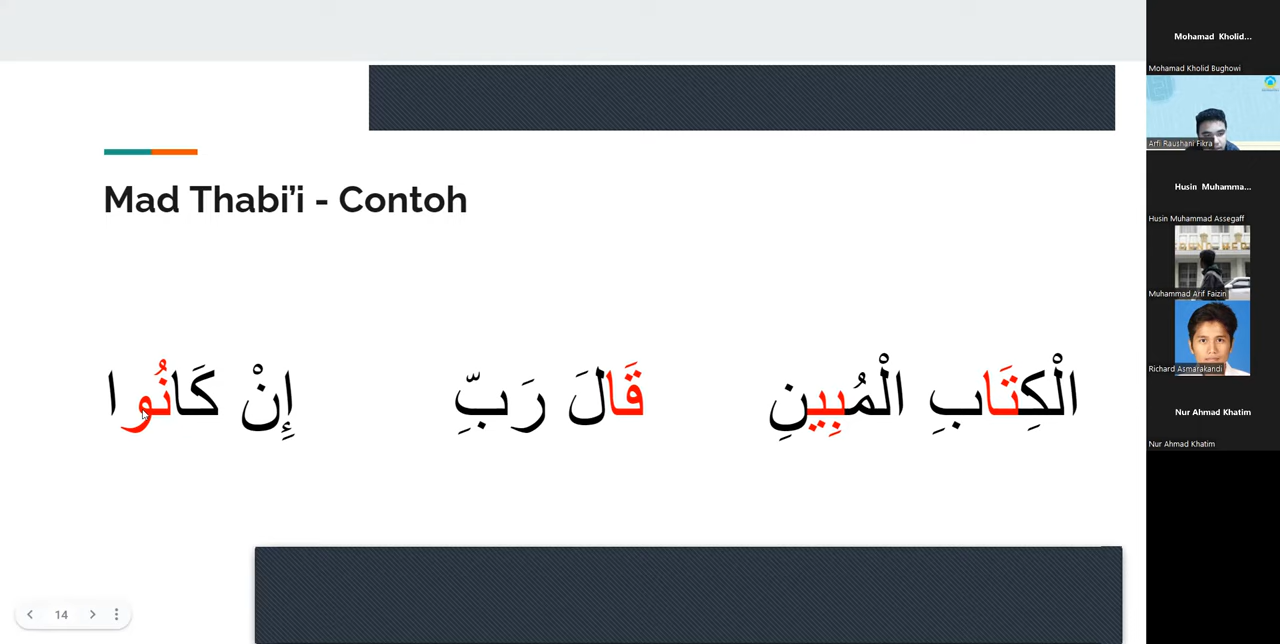 Mad Thabi’i - Contoh
الْكِتَابِ الْمُبِينِ
قَالَ رَبِّ
إِنْ كَانُوا
14
Mohamad Kholid...
Mohamad Kholid Bughowi
Arfi Raushani Fikra
Husin Muhamma...
Husin Muhammad Assegaff
Muhammad Arif Faizin
Richard Asmarakandi
Nur Ahmad Khatim
Nur Ahmad Khatim